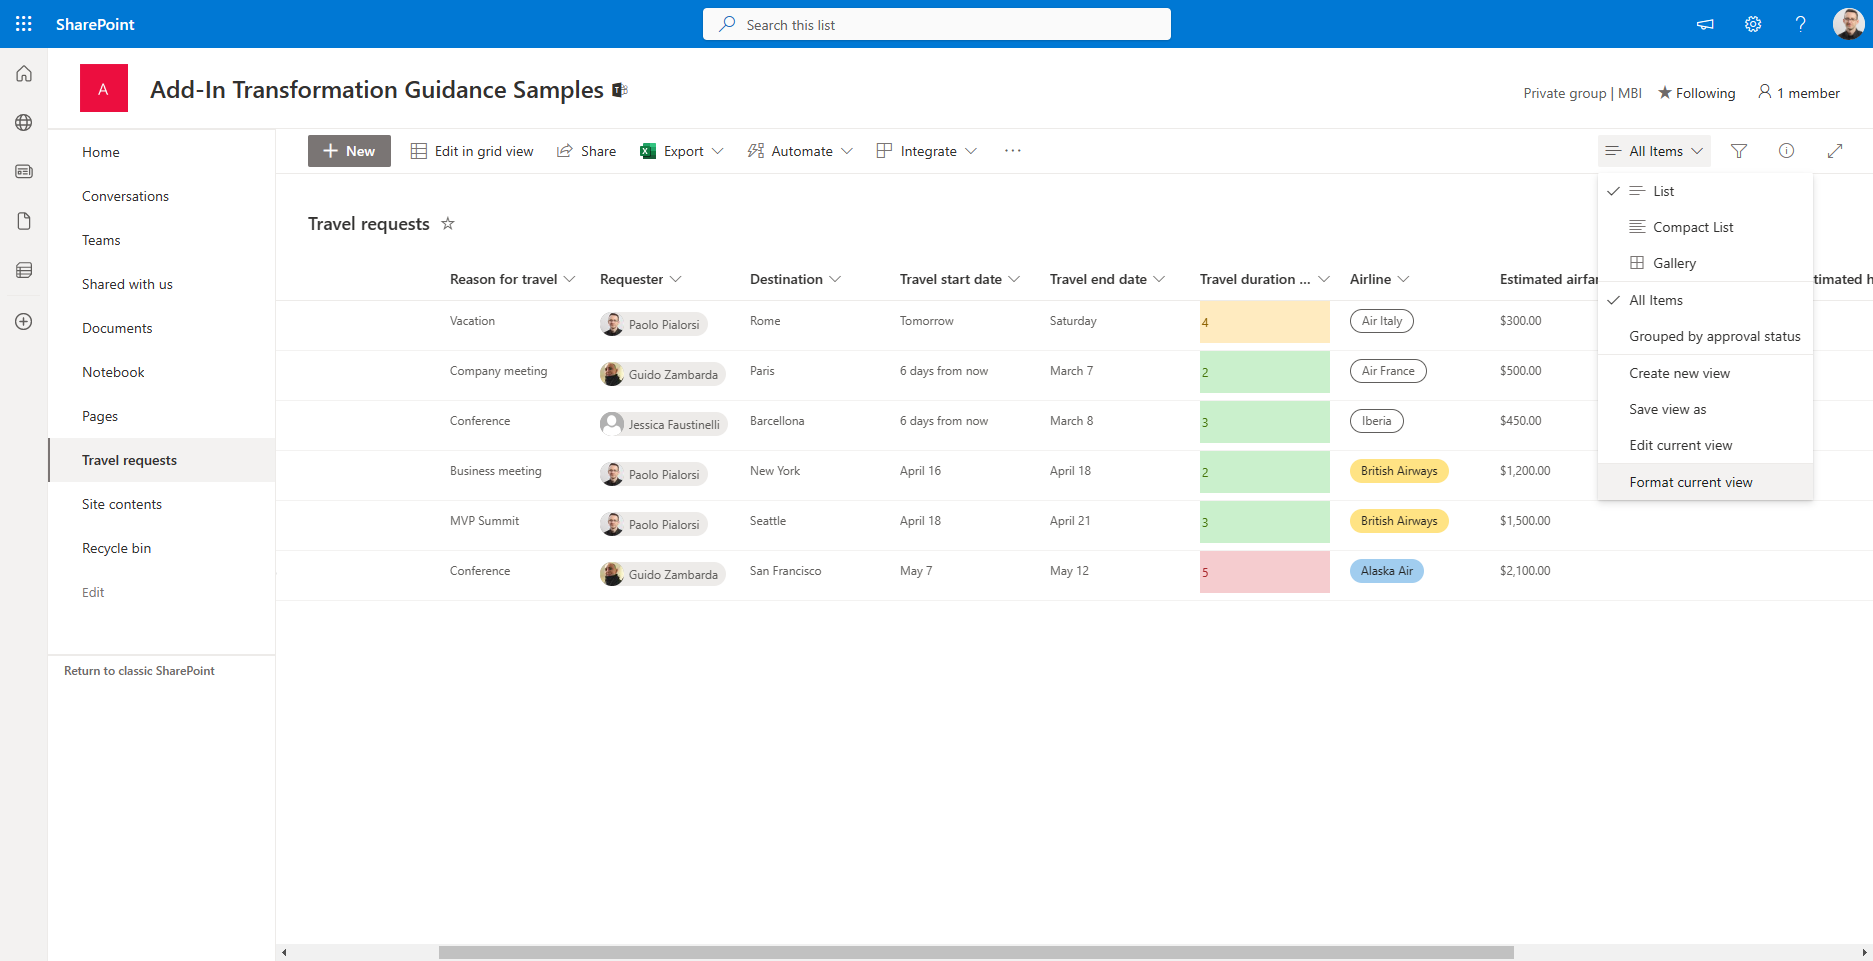 SharePoint
Search this list
A
Add-In Transformation Guidance Samples
Private group | MBI
Following
1 member
Home
Conversations
Teams
Shared with us
Documents
Notebook
Pages
Travel requests
Site contents
Recycle bin
Edit
Return to classic SharePoint
New
Edit in grid view
Share
Export
Automate
Integrate
All Items
Travel requests
Reason for travel Requester Destination Travel start date Travel end date Travel duration ... Airline Estimated airfar
Vacation Paolo Pialorsi Rome Tomorrow Saturday 4 Air Italy $300.00
Company meeting Guido Zambarda Paris 6 days from now March 7 2 Air France $500.00
Conference Jessica Faustinelli Barcellona 6 days from now March 8 3 Iberia $450.00
Business meeting Paolo Pialorsi New York April 16 April 18 2 British Airways $1,200.00
MVP Summit Paolo Pialorsi Seattle April 18 April 21 3 British Airways $1,500.00
Conference Guido Zambarda San Francisco May 7 May 12 5 Alaska Air $2,100.00
List
Compact List
Gallery
All Items
Grouped by approval status
Create new view
Save view as
Edit current view
Format current view